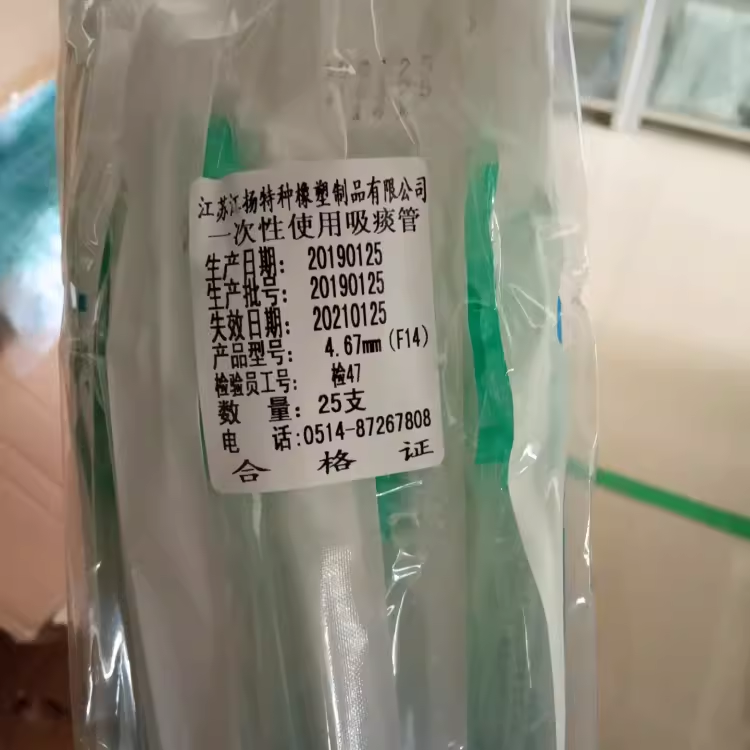 江苏江扬特种橡塑制品有限公司
一次性使用吸痰管
生产日期: 20190125
生产批号: 20190125
失效日期: 20210125
产品型号: 4.67mm(F14)
检验员工号: 检47
数 量: 25支
电 话:0514-87267808
合 格 证